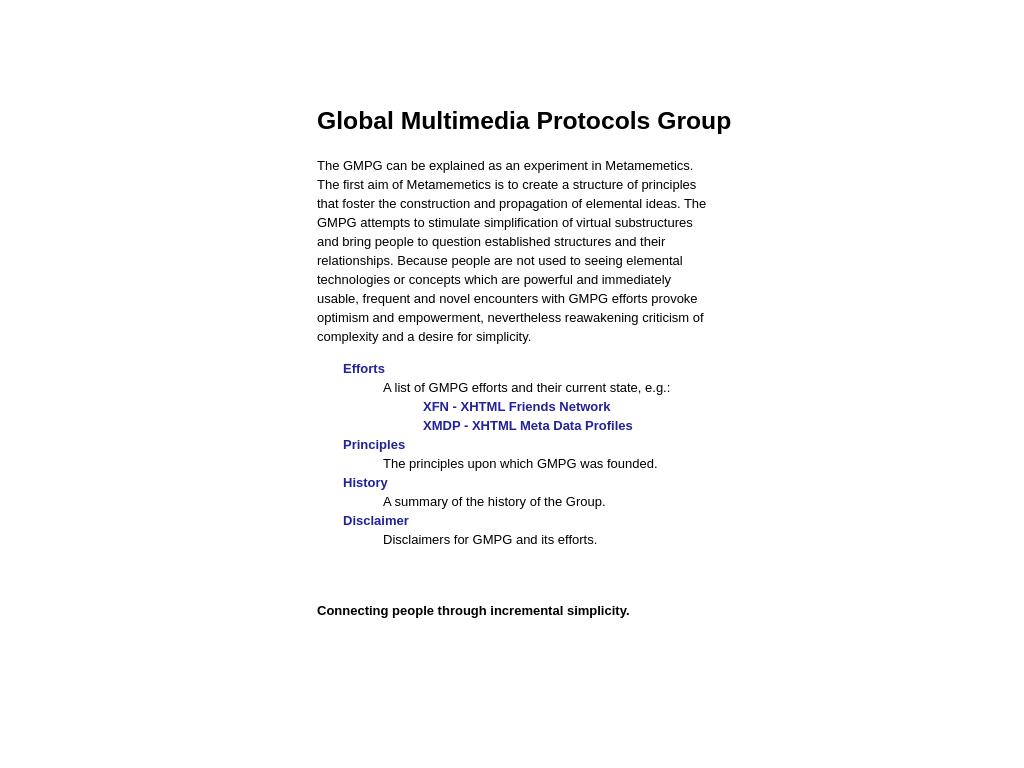 Global Multimedia Protocols Group
The GMPG can be explained as an experiment in Metamemetics.
The first aim of Metamemetics is to create a structure of principles
that foster the construction and propagation of elemental ideas. The
GMPG attempts to stimulate simplification of virtual substructures
and bring people to question established structures and their
relationships. Because people are not used to seeing elemental
technologies or concepts which are powerful and immediately
usable, frequent and novel encounters with GMPG efforts provoke
optimism and empowerment, nevertheless reawakening criticism of
complexity and a desire for simplicity.
Efforts
A list of GMPG efforts and their current state, e.g.:
XFN - XHTML Friends Network
XMDP - XHTML Meta Data Profiles
Principles
The principles upon which GMPG was founded.
History
A summary of the history of the Group.
Disclaimer
Disclaimers for GMPG and its efforts.
Connecting people through incremental simplicity.